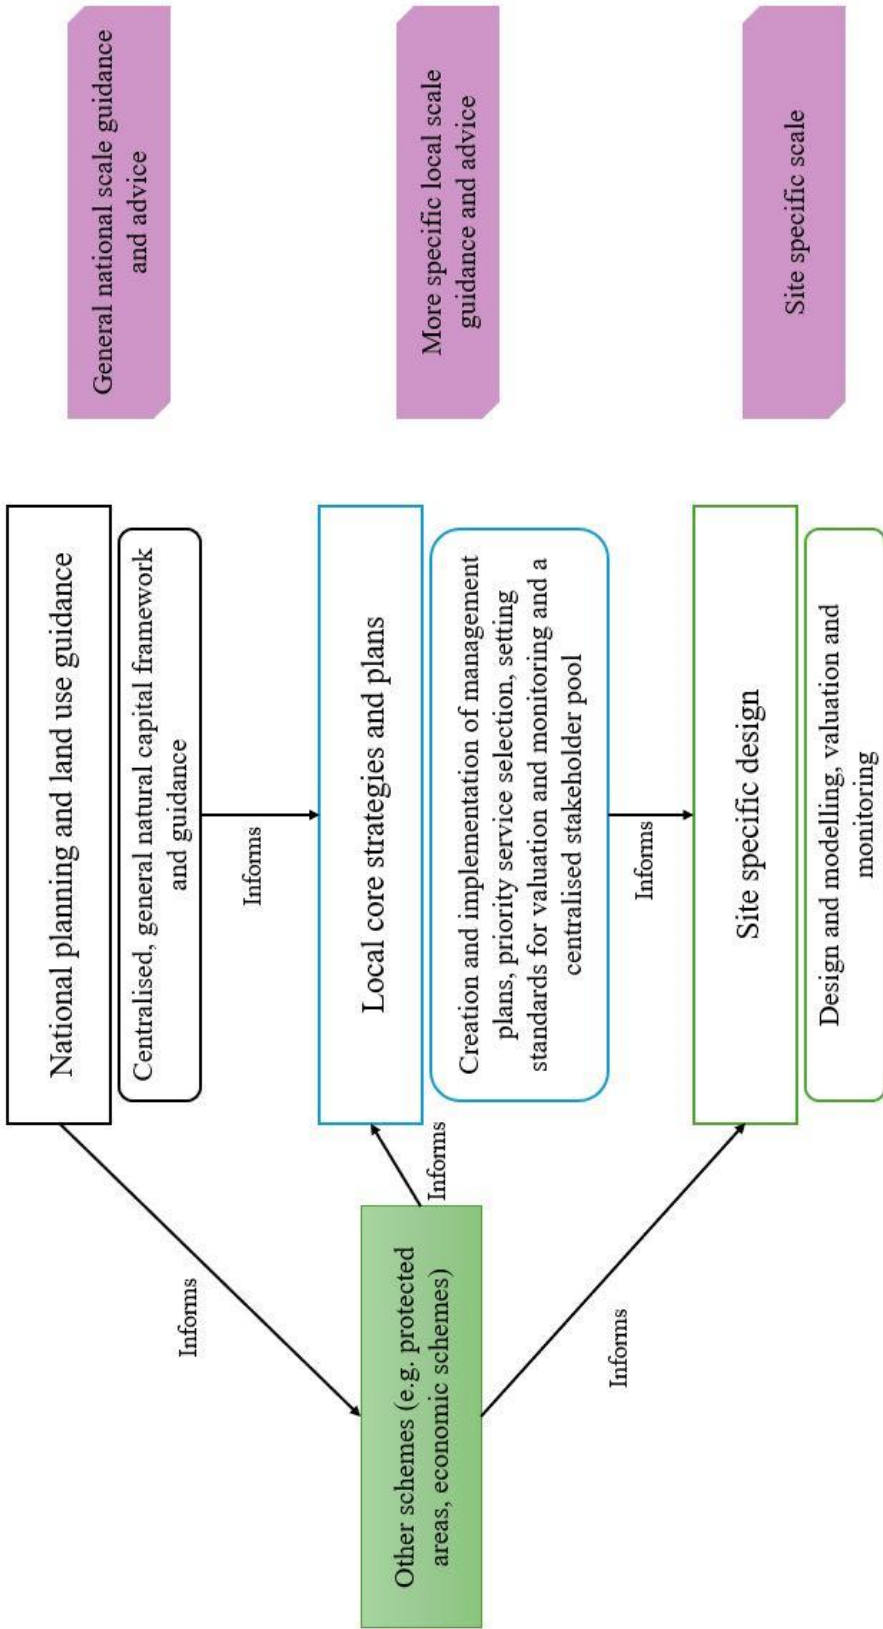 General national scale guidance
and advice
National planning and land use guidance
Centralised, general natural capital framework
and guidance
Informs
Informs
More specific local scale
guidance and advice
Local core strategies and plans
Creation and implementation of management
plans, priority service selection, setting
standards for valuation and monitoring and a
centralised stakeholder pool
Other schemes (e.g. protected
areas, economic schemes)
Informs
Informs
Informs
Site specific scale
Site specific design
Design and modelling, valuation and
monitoring